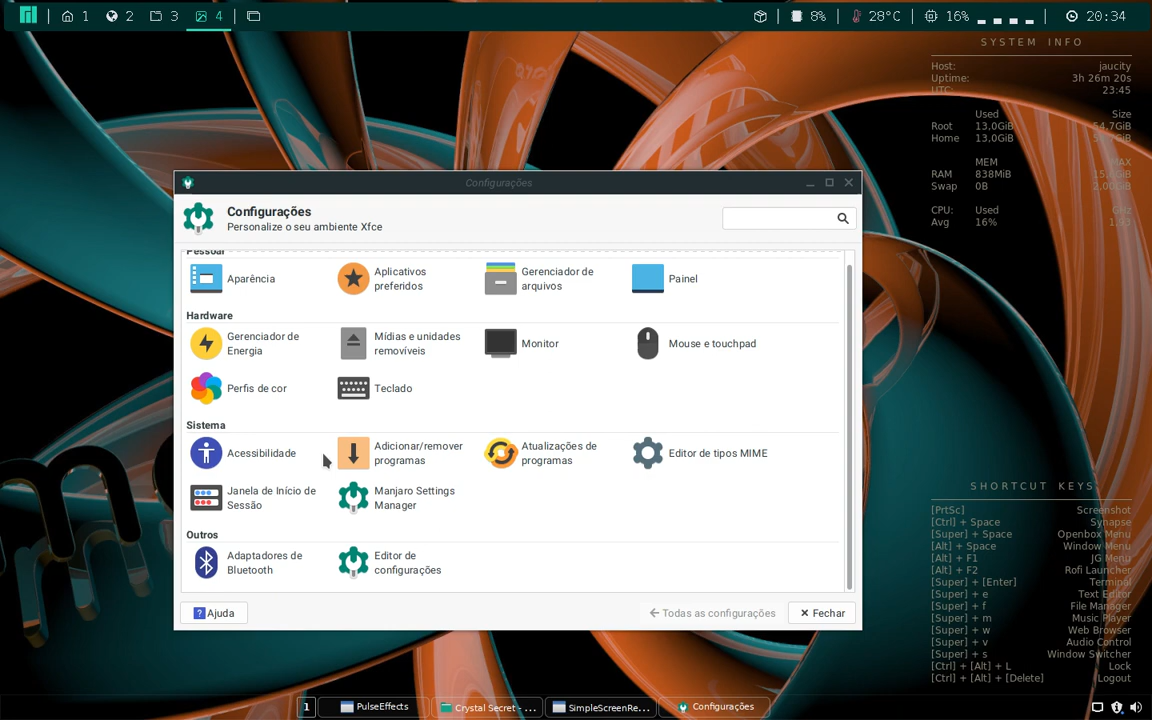 1 2 3 4 8% 28°C 16% 20:34
SYSTEM INFO
Host: jaucity
Uptime: 3h 26m 20s
UTC: 23:45
Used Size
Root 13,0GiB 54,7GiB
Home 13,0GiB
MEM MAX
RAM 838MiB
Swap 0B 2,00GiB
CPU: Used GHz
Avg 16%
Configurações
Configurações
Personalize o seu ambiente Xfce
Pessoal
Aparência
Aplicativos preferidos
Gerenciador de arquivos
Painel
Hardware
Gerenciador de Energia
Mídias e unidades removíveis
Monitor
Mouse e touchpad
Perfis de cor
Teclado
Sistema
Acessibilidade
Adicionar/remover programas
Atualizações de programas
Editor de tipos MIME
Janela de Início de Sessão
Manjaro Settings Manager
Outros
Adaptadores de Bluetooth
Editor de configurações
Ajuda
Todas as configurações
Fechar
SHORTCUT KEYS
[PrtSc] Screenshot
[Ctrl] + Space Synapse
[Super] + Space Openbox Menu
[Alt] + Space Window Menu
[Alt] + F1 JG Menu
[Alt] + F2 Rofi Launcher
[Super] + [Enter] Terminal
[Super] + e Text Editor
[Super] + f File Manager
[Super] + m Music Player
[Super] + w Web Browser
[Super] + v Audio Control
[Super] + s Window Switcher
[Ctrl] + [Alt] + L Lock
[Ctrl] + [Alt] + [Delete] Logout
1 PulseEffects Crystal Secret - ... SimpleScreenRe... Configurações